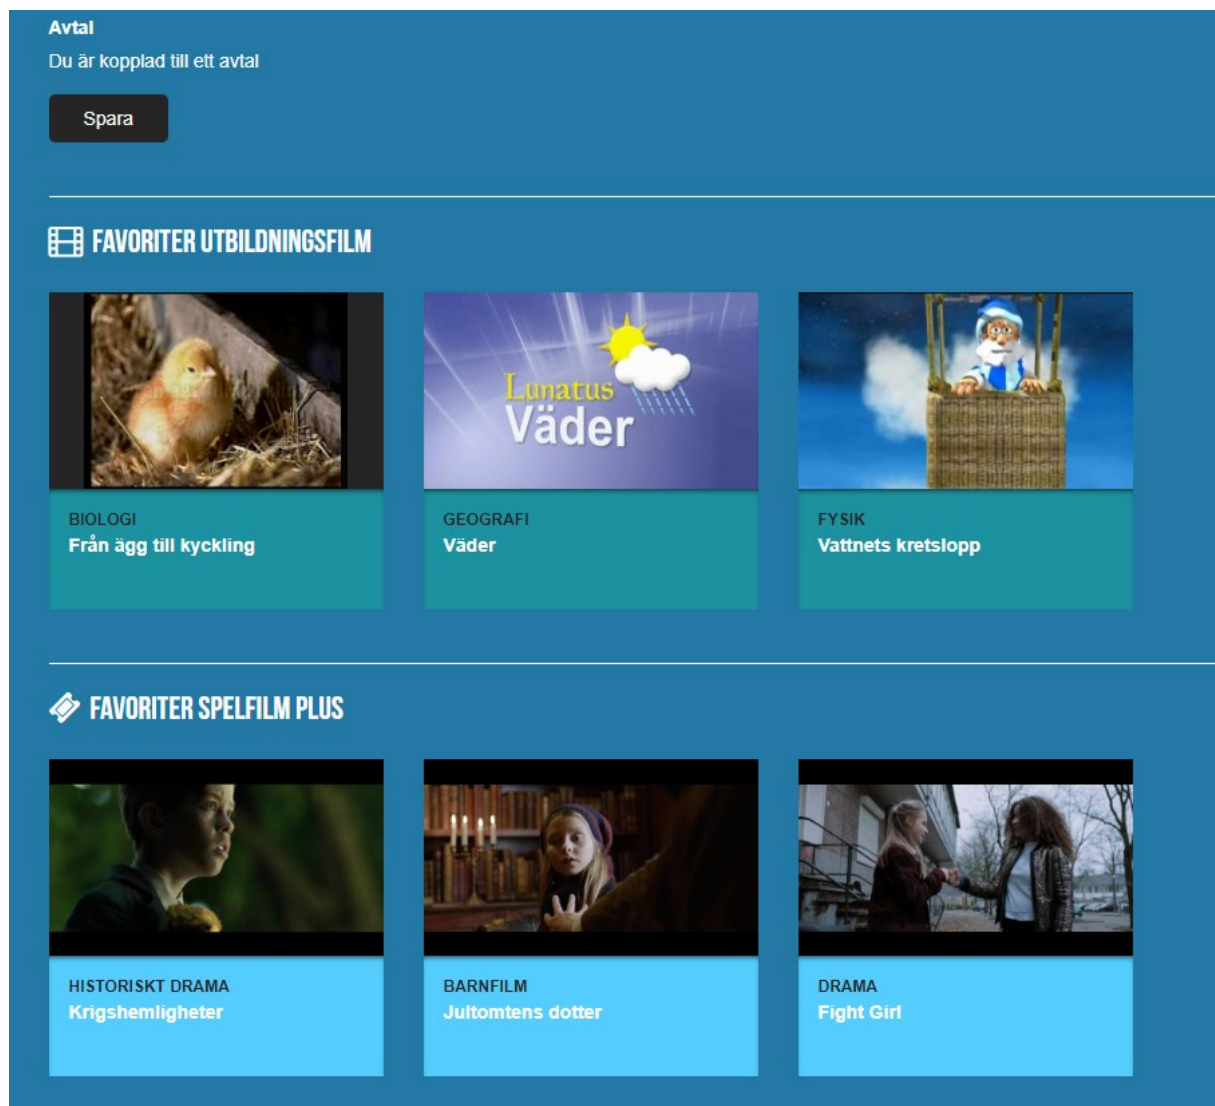 Avtal
Du är kopplad till ett avtal
Spara
FAVORITER UTBILDNINGSFILM
Lunatus
Väder
BIOLOGI
Från ägg till kyckling
GEOGRAFI
Väder
FYSIK
Vattnets kretslopp
FAVORITER SPELFILM PLUS
HISTORISKT DRAMA
Krigshemligheter
BARNFILM
Jultomtens dotter
DRAMA
Fight Girl